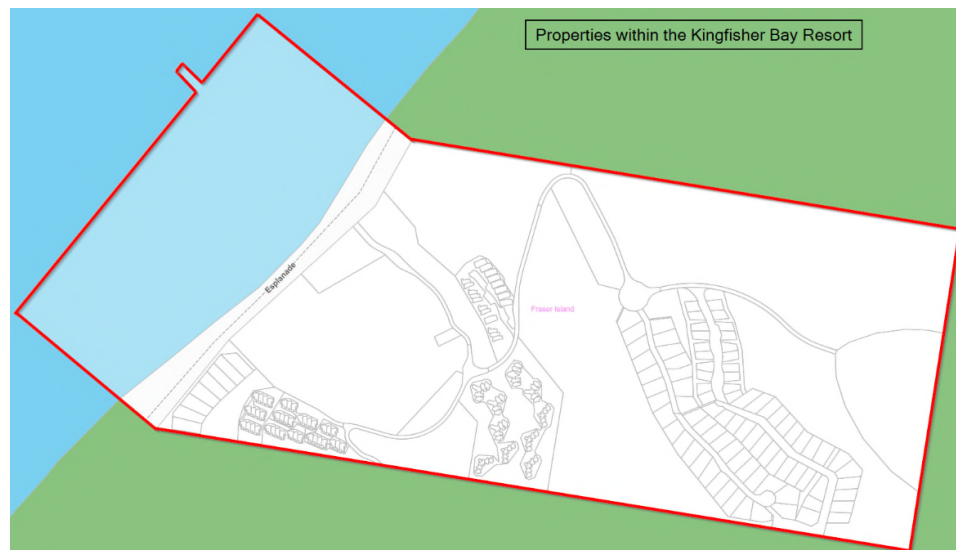 Properties within the Kingfisher Bay Resort
Esplanade
Fraser Island